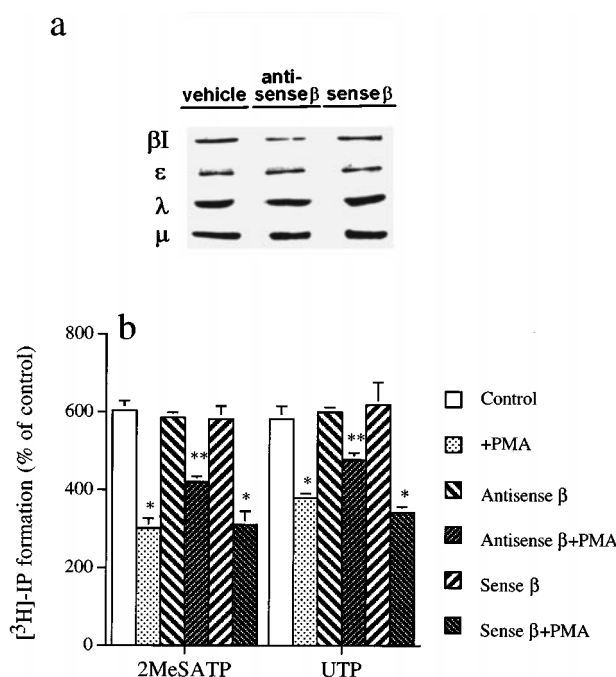 a
anti-
vehicle senseβ sense β
βI
ε
λ
μ
b
[³H]-IP formation (% of control)
800
600
400
200
0
* ** * * ** *
2MeSATP UTP
Control
+PMA
Antisense β
Antisense β+PMA
Sense β
Sense β+PMA